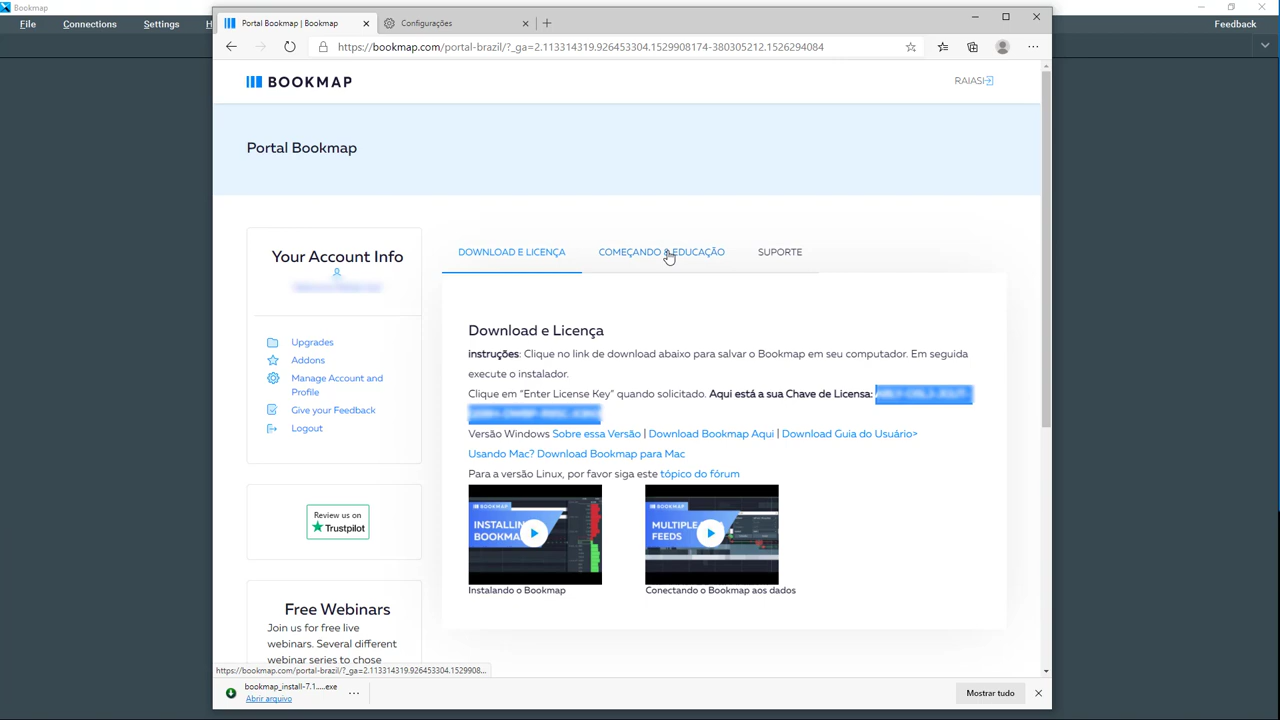 Bookmap
File Connections Settings H
Feedback
Portal Bookmap | Bookmap
Configurações
https://bookmap.com/portal-brazil/?_ga=2.113314319.926453304.1529908174-380305212.1526294084
BOOKMAP
RAIASI
Portal Bookmap
Your Account Info
Upgrades
Addons
Manage Account and
Profile
Give your Feedback
Logout
Review us on
Trustpilot
Free Webinars
Join us for free live
webinars. Several different
webinar series to chose
DOWNLOAD E LICENÇA COMEÇANDO & EDUCAÇÃO SUPORTE
Download e Licença
instruções: Clique no link de download abaixo para salvar o Bookmap em seu computador. Em seguida
execute o instalador.
Clique em “Enter License Key” quando solicitado. Aqui está a sua Chave de Licensa:
Versão Windows Sobre essa Versão | Download Bookmap Aqui | Download Guia do Usuário>
Usando Mac? Download Bookmap para Mac
Para a versão Linux, por favor siga este tópico do fórum
BOOKMAP
INSTALLIN
BOOKMA
BOOKMAP
MULTIPLE
FEEDS
Instalando o Bookmap
Conectando o Bookmap aos dados
https://bookmap.com/portal-brazil/?_ga=2.113314319.926453304.1529908...
bookmap_install-7.1.....exe
Abrir arquivo
Mostrar tudo